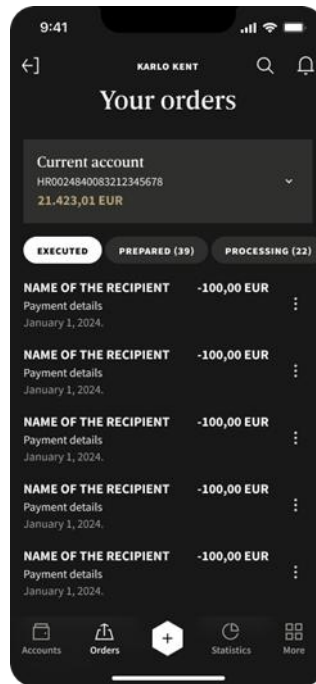 9:41
KARLO KENT
Your orders
Current account
HR0024840083212345678
21.423,01 EUR
EXECUTED PREPARED (39) PROCESSING (22)
NAME OF THE RECIPIENT -100,00 EUR
Payment details
January 1, 2024.
NAME OF THE RECIPIENT -100,00 EUR
Payment details
January 1, 2024.
NAME OF THE RECIPIENT -100,00 EUR
Payment details
January 1, 2024.
NAME OF THE RECIPIENT -100,00 EUR
Payment details
January 1, 2024.
NAME OF THE RECIPIENT -100,00 EUR
Payment details
January 1, 2024.
Accounts Orders Statistics More